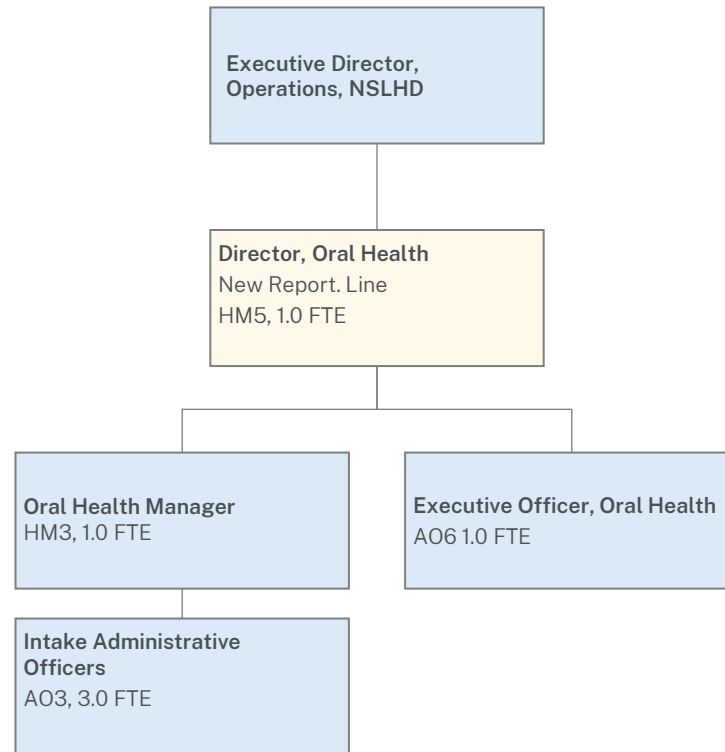 Executive Director,
Operations, NSLHD
Director, Oral Health
New Report. Line
HM5, 1.0 FTE
Oral Health Manager
HM3, 1.0 FTE
Executive Officer, Oral Health
AO6 1.0 FTE
Intake Administrative
Officers
AO3, 3.0 FTE